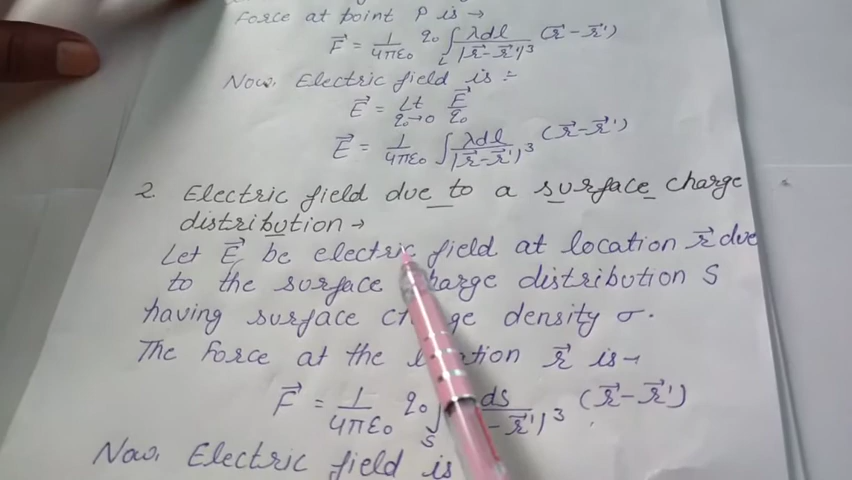 Force at point P is →
F⃗ = 1/4πε₀ q₀ ∫_L λdl/|r⃗ - r⃗'|³ (r⃗ - r⃗')
Now, Electric field is :-
E⃗ = Lt_{q₀→0} F⃗/q₀
E⃗ = 1/4πε₀ ∫ λdl/|r⃗ - r⃗'|³ (r⃗ - r⃗')
2. Electric field due to a surface charge
distribution →
Let E⃗ be electric field at location r⃗ due
to the surface charge distribution S
having surface density σ.
The Force at the r⃗ is →
F⃗ = 1/4πε₀ q₀ ∫_S ds/- r⃗'|³ (r⃗ - r⃗')
Now, Electric field is